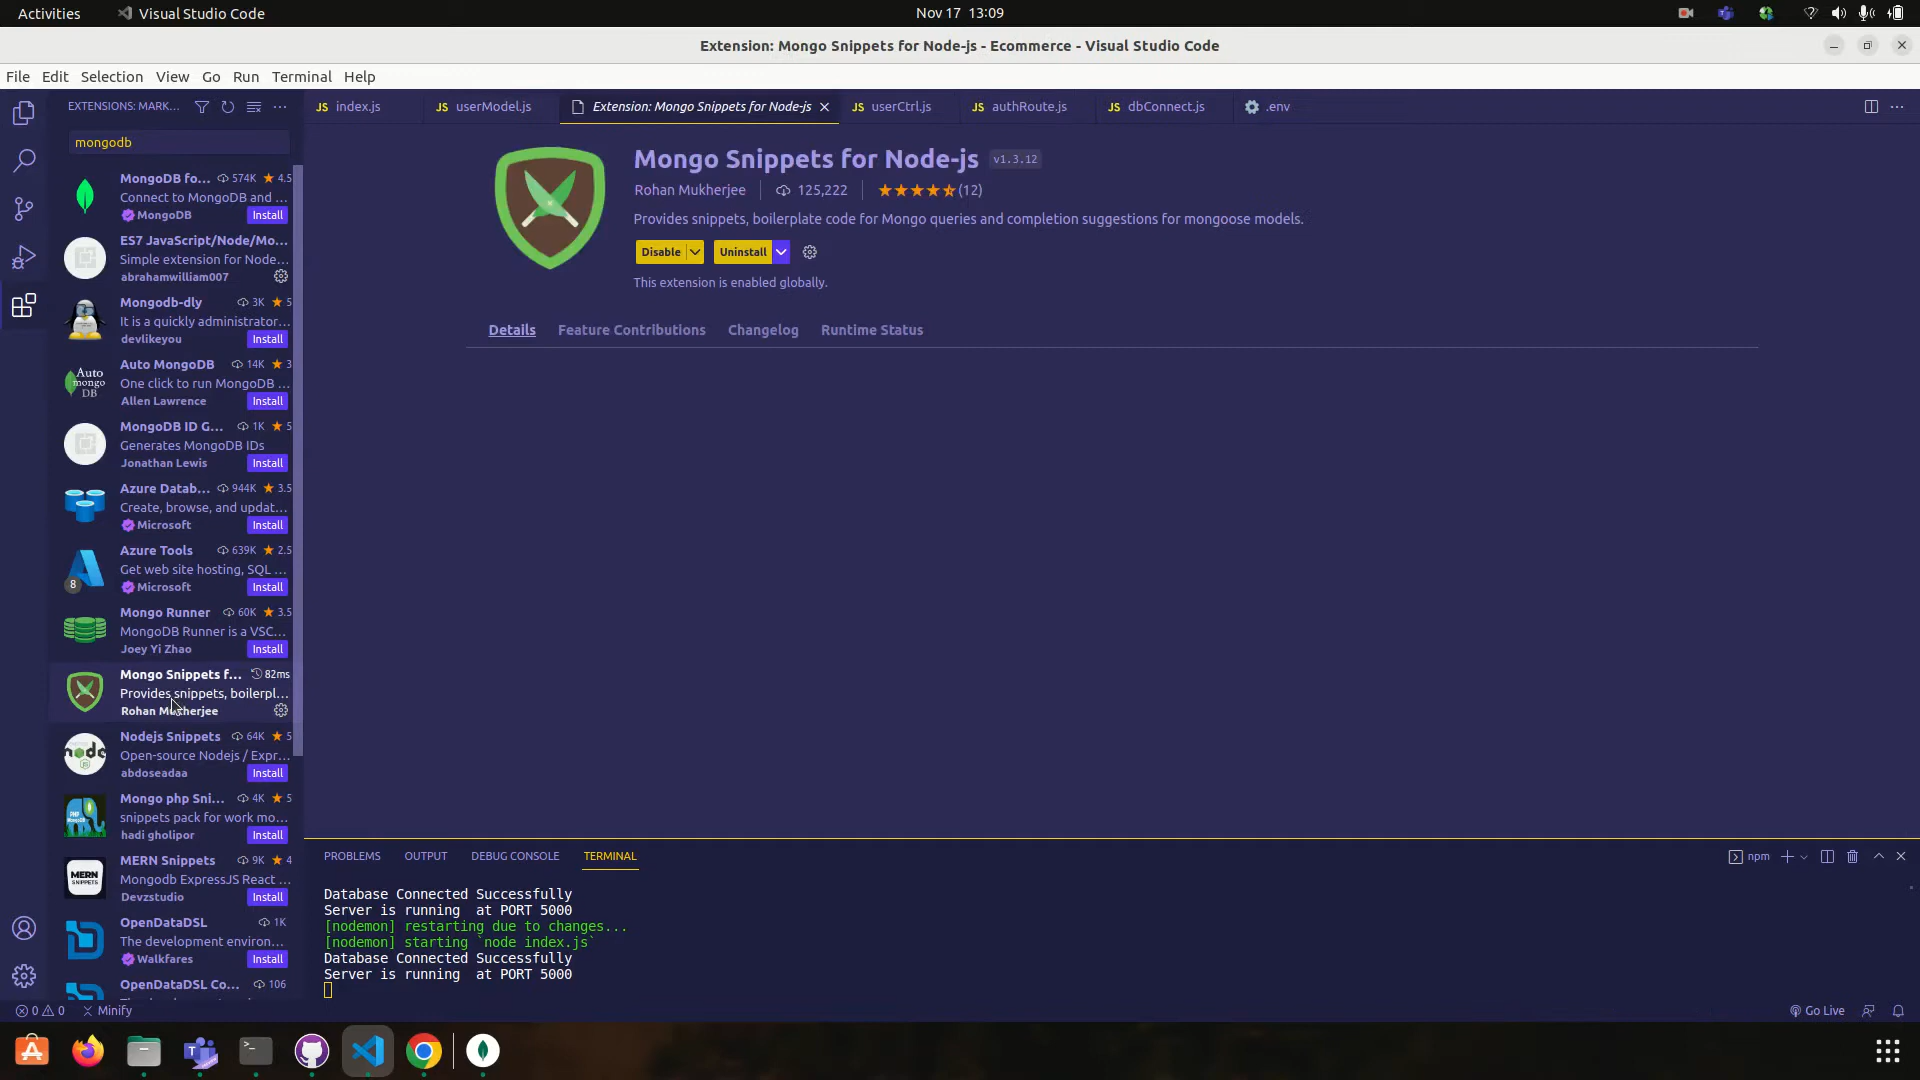 Activities Visual Studio Code Nov 17 13:09
Extension: Mongo Snippets for Node-js - Ecommerce - Visual Studio Code
File Edit Selection View Go Run Terminal Help
EXTENSIONS: MARK...
mongodb
MongoDB fo... 574K 4.5
Connect to MongoDB and ...
MongoDB Install
ES7 JavaScript/Node/Mo...
Simple extension for Node...
abrahamwilliam007
Mongodb-dly 3K 5
It is a quickly administrator...
devlikeyou Install
Auto MongoDB 14K 3
One click to run MongoDB ...
Allen Lawrence Install
Auto
mongo
DB
MongoDB ID G... 1K 5
Generates MongoDB IDs
Jonathan Lewis Install
Azure Datab... 944K 3.5
Create, browse, and updat...
Microsoft Install
Azure Tools 639K 2.5
Get web site hosting, SQL ...
8 Microsoft Install
Mongo Runner 60K 3.5
MongoDB Runner is a VSC...
Joey Yi Zhao Install
Mongo Snippets f... 82ms
Provides snippets, boilerpl...
Rohan Mukherjee
Nodejs Snippets 64K 5
Open-source Nodejs / Expr...
abdoseadaa Install
node
Mongo php Sni... 4K 5
snippets pack for work mo...
hadi gholipor Install
MERN Snippets 9K 4
Mongodb ExpressJS React ...
Devzstudio Install
MERN
SNIPPETS
OpenDataDSL 1K
The development environ...
Walkfares Install
OpenDataDSL Co... 106
index.js userModel.js Extension: Mongo Snippets for Node-js userCtrl.js authRoute.js dbConnect.js .env
JS JS JS JS JS
Mongo Snippets for Node-js v1.3.12
Rohan Mukherjee 125,222 (12)
Provides snippets, boilerplate code for Mongo queries and completion suggestions for mongoose models.
Disable Uninstall
This extension is enabled globally.
Details Feature Contributions Changelog Runtime Status
PROBLEMS OUTPUT DEBUG CONSOLE TERMINAL npm
Database Connected Successfully
Server is running  at PORT 5000
[nodemon] restarting due to changes...
[nodemon] starting `node index.js`
Database Connected Successfully
Server is running  at PORT 5000
0 0 Minify Go Live